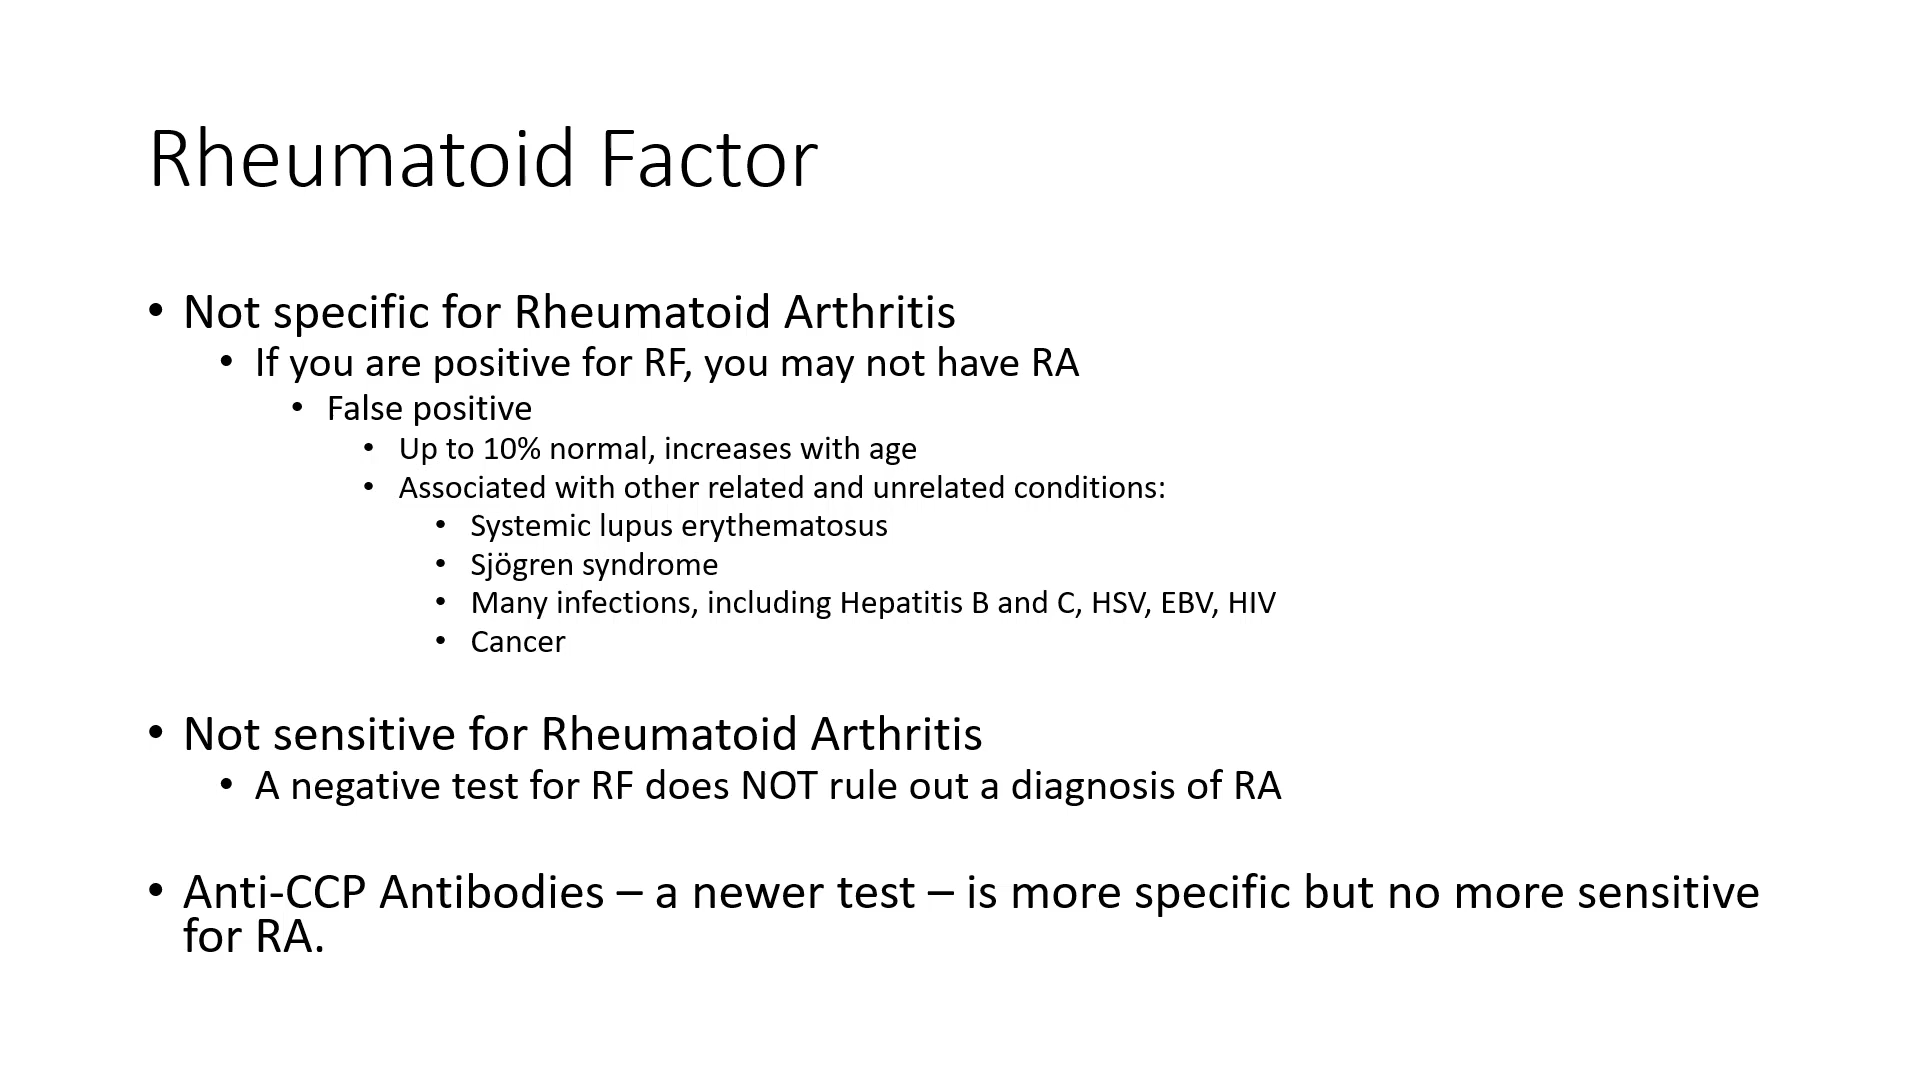 Rheumatoid Factor
• Not specific for Rheumatoid Arthritis
• If you are positive for RF, you may not have RA
• False positive
• Up to 10% normal, increases with age
• Associated with other related and unrelated conditions:
• Systemic lupus erythematosus
• Sjögren syndrome
• Many infections, including Hepatitis B and C, HSV, EBV, HIV
• Cancer
• Not sensitive for Rheumatoid Arthritis
• A negative test for RF does NOT rule out a diagnosis of RA
• Anti-CCP Antibodies – a newer test – is more specific but no more sensitive
for RA.